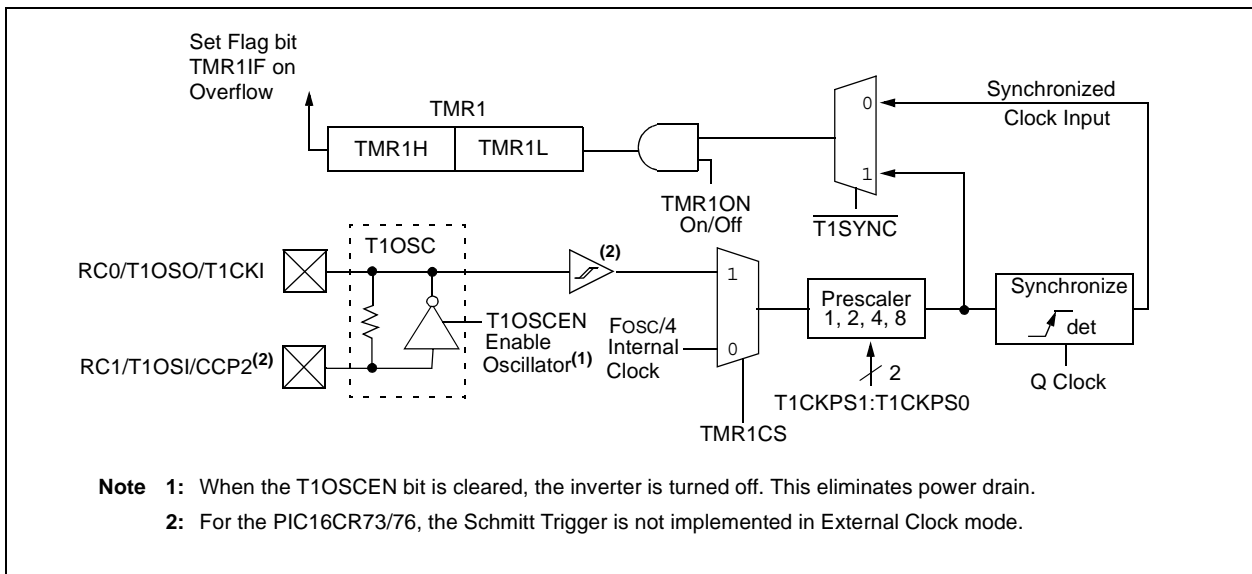 Set Flag bit
TMR1IF on
Overflow
TMR1
TMR1H
TMR1L
TMR1ON
On/Off
0
1
T1SYNC
Synchronized
Clock Input
T1OSC
RC0/T1OSO/T1CKI
(2)
RC1/T1OSI/CCP2(2)
T1OSCEN
Enable
Oscillator(1)
FOSC/4
Internal
Clock
1
0
TMR1CS
Prescaler
1, 2, 4, 8
2
T1CKPS1:T1CKPS0
Synchronize
det
Q Clock
Note 1: When the T1OSCEN bit is cleared, the inverter is turned off. This eliminates power drain.
2: For the PIC16CR73/76, the Schmitt Trigger is not implemented in External Clock mode.